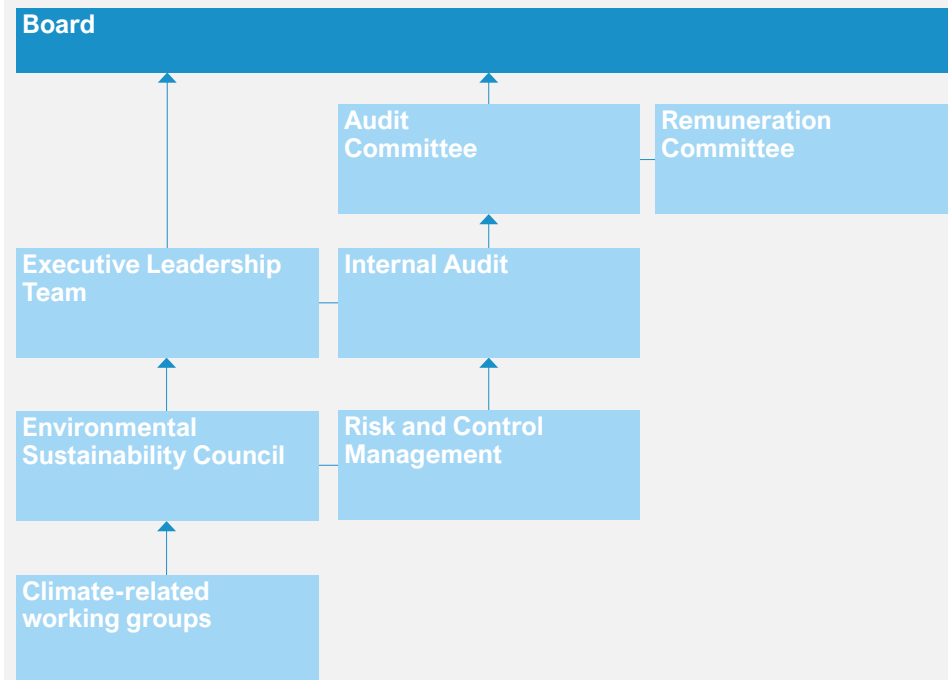 Board
Audit
Committee
Remuneration
Committee
Executive Leadership
Team
Internal Audit
Environmental
Sustainability Council
Risk and Control
Management
Climate-related
working groups